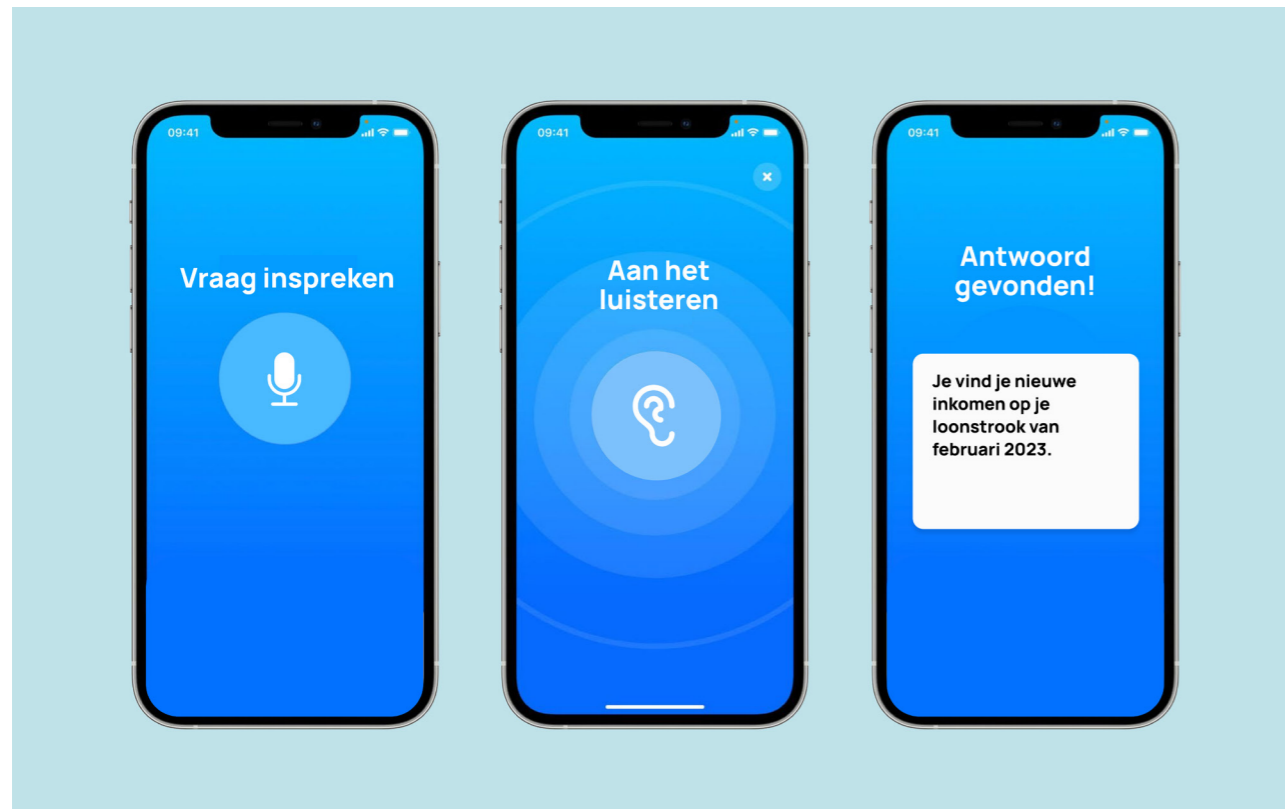 09:41
Vraag inspreken
09:41
Aan het
luisteren
09:41
Antwoord
gevonden!
Je vind je nieuwe
inkomen op je
loonstrook van
februari 2023.